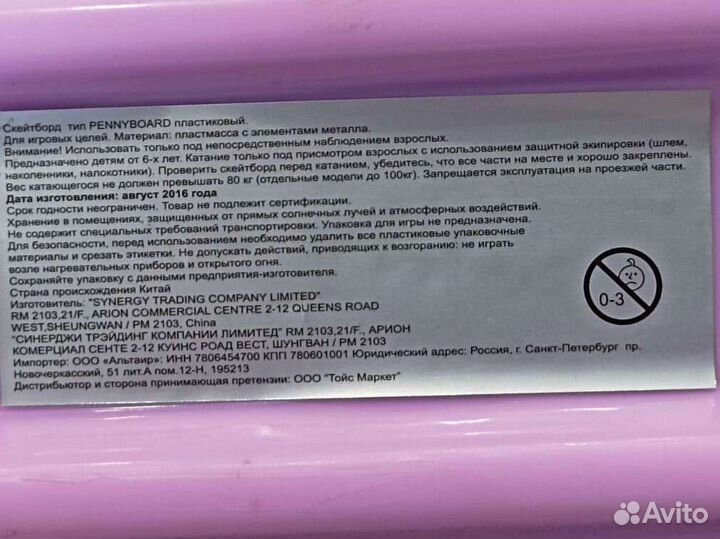 Скейтборд тип PENNYBOARD пластиковый.
Для игровых целей. Материал: пластмасса с элементами металла.
Внимание! Использовать только под непосредственным наблюдением взрослых.
Предназначено детям от 6-х лет. Катание только под присмотром взрослых с использованием защитной экипировки (шлем,
наколенники, налокотники). Проверить скейтборд перед катанием, убедитесь, что все части на месте и хорошо закреплены.
Вес катающегося не должен превышать 80 кг (отдельные модели до 100кг). Запрещается эксплуатация на проезжей части.
Дата изготовления: август 2016 года
Срок годности неограничен. Товар не подлежит сертификации.
Хранение в помещениях, защищенных от прямых солнечных лучей и атмосферных воздействий.
Не содержит специальных требований транспортировки. Упаковка для игры не предназначена.
Для безопасности, перед использованием необходимо удалить все пластиковые упаковочные
материалы и срезать этикетки. Не допускать действий, приводящих к возгоранию: не играть
возле нагревательных приборов и открытого огня.
Сохраняйте упаковку с данными предприятия-изготовителя.
Страна происхождения Китай
Изготовитель: "SYNERGY TRADING COMPANY LIMITED"
RM 2103,21/F., ARION COMMERCIAL CENTRE 2-12 QUEENS ROAD
WEST,SHEUNGWAN / PM 2103, China
"СИНЕРДЖИ ТРЭЙДИНГ КОМПАНИ ЛИМИТЕД" RM 2103,21/F., АРИОН
КОМЕРЦИАЛ СЕНТЕ 2-12 КУИНС РОАД ВЕСТ, ШУНГВАН / PM 2103
Импортер: ООО «Альтаир»: ИНН 7806454700 КПП 780601001 Юридический адрес: Россия, г. Санкт-Петербург пр.
Новочеркасский, 51 лит.А пом.12-Н, 195213
Дистрибьютор и сторона принимающая претензии: ООО "Тойс Маркет"
0-3
Avito